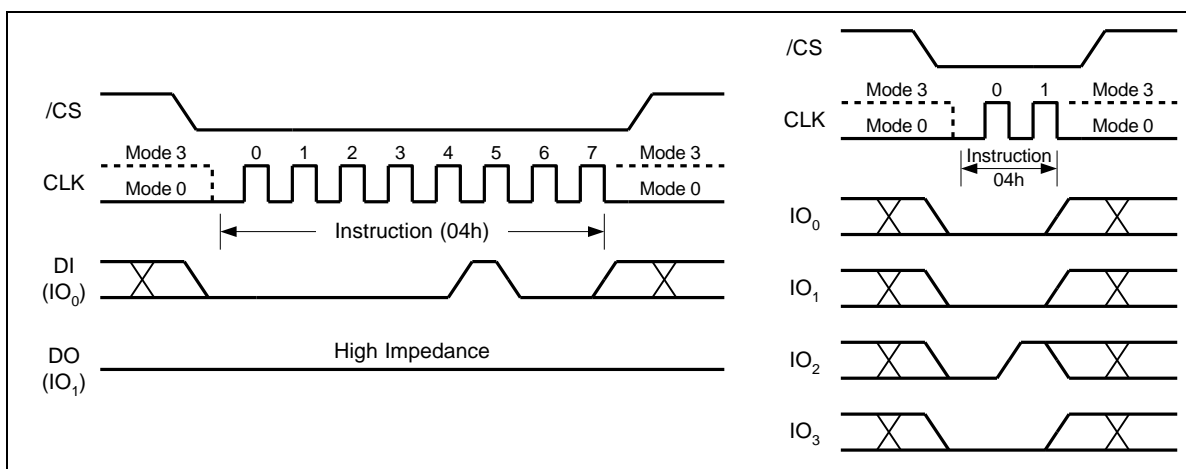 /CS
Mode 3 0 1 2 3 4 5 6 7 Mode 3
CLK
Mode 0 Mode 0
Instruction (04h)
DI
(IO0)
High Impedance
DO
(IO1)
/CS
Mode 3 0 1 Mode 3
CLK
Mode 0 Mode 0
Instruction
04h
IO0
IO1
IO2
IO3